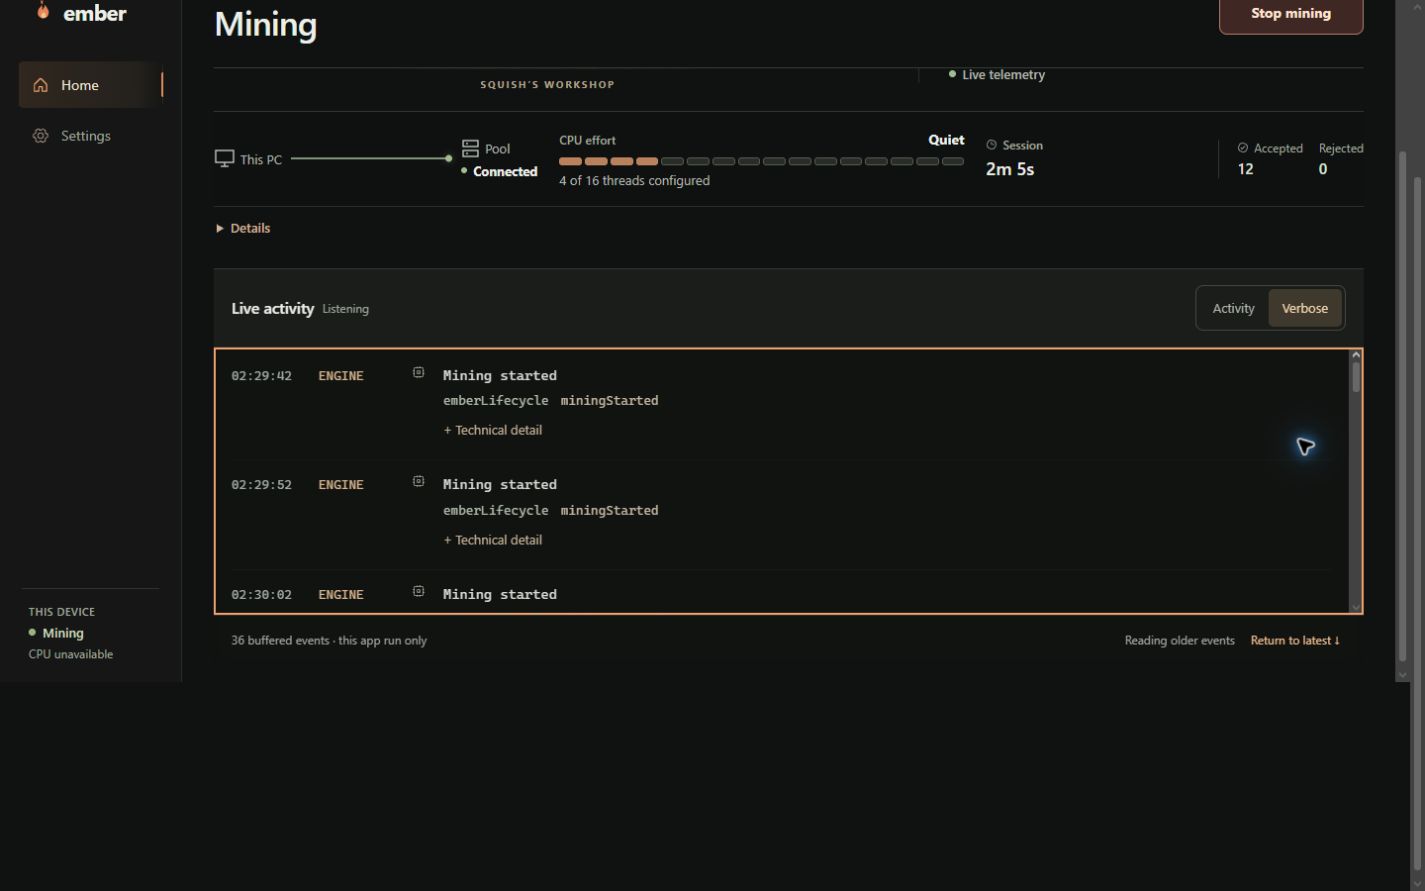 ember
Mining
Stop mining
Home
Settings
SQUISH'S WORKSHOP
Live telemetry
This PC
Pool
Connected
CPU effort
Quiet
4 of 16 threads configured
Session
2m 5s
Accepted
12
Rejected
0
Details
Live activity Listening
Activity
Verbose
02:29:42 ENGINE Mining started
emberLifecycle miningStarted
+ Technical detail
02:29:52 ENGINE Mining started
emberLifecycle miningStarted
+ Technical detail
02:30:02 ENGINE Mining started
36 buffered events · this app run only
Reading older events
Return to latest ↓
THIS DEVICE
Mining
CPU unavailable